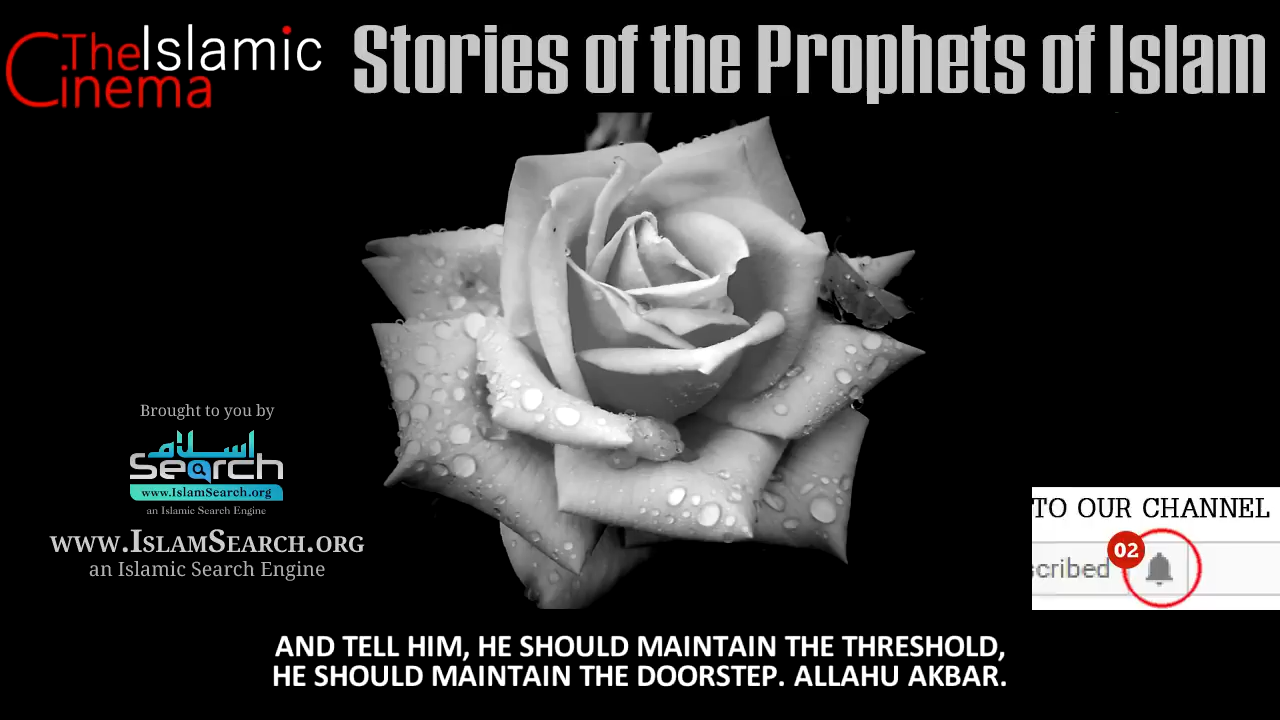 The Islamic
Cinema
Stories of the Prophets of Islam
Brought to you by
اسلام
search
www.IslamSearch.org
an Islamic Search Engine
www.IslamSearch.org
an Islamic Search Engine
TO OUR CHANNEL
scribed
02
AND TELL HIM, HE SHOULD MAINTAIN THE THRESHOLD,
HE SHOULD MAINTAIN THE DOORSTEP. ALLAHU AKBAR.